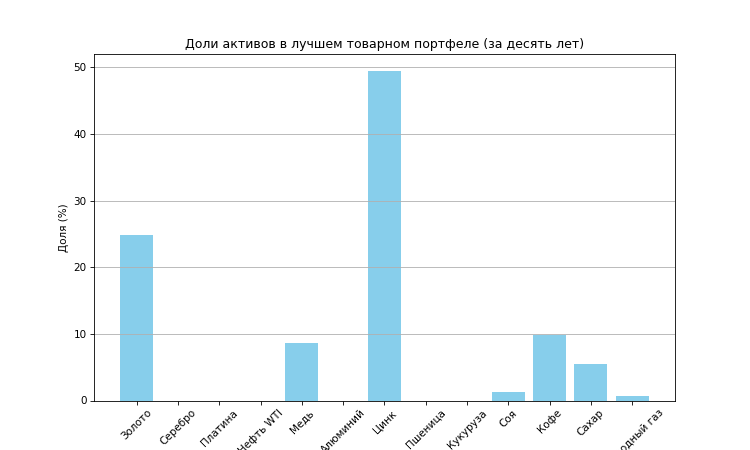 Доли активов в лучшем товарном портфеле (за десять лет)
Доля (%)
50
40
30
20
10
0
Золото
Серебро
Платина
Нефть WTI
Медь
Алюминий
Цинк
Пшеница
Кукуруза
Соя
Кофе
Сахар
газ